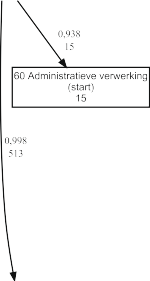 0,938
15
60 Administratieve verwerking
(start)
15
0,998
513